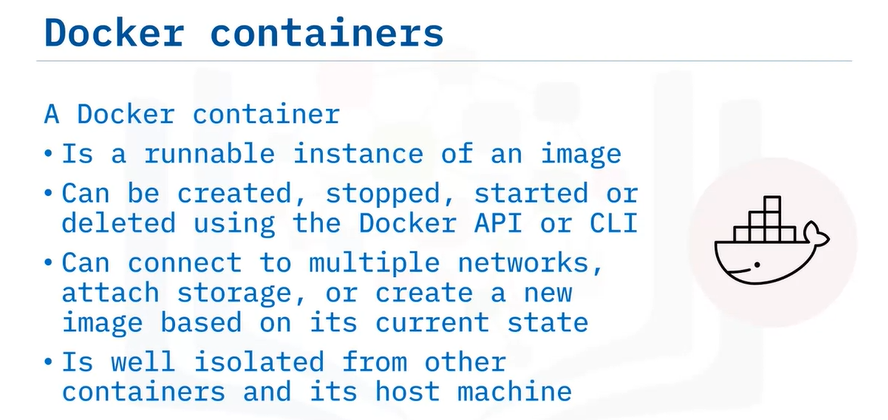 Docker containers
A Docker container
• Is a runnable instance of an image
• Can be created, stopped, started or
deleted using the Docker API or CLI
• Can connect to multiple networks,
attach storage, or create a new
image based on its current state
• Is well isolated from other
containers and its host machine